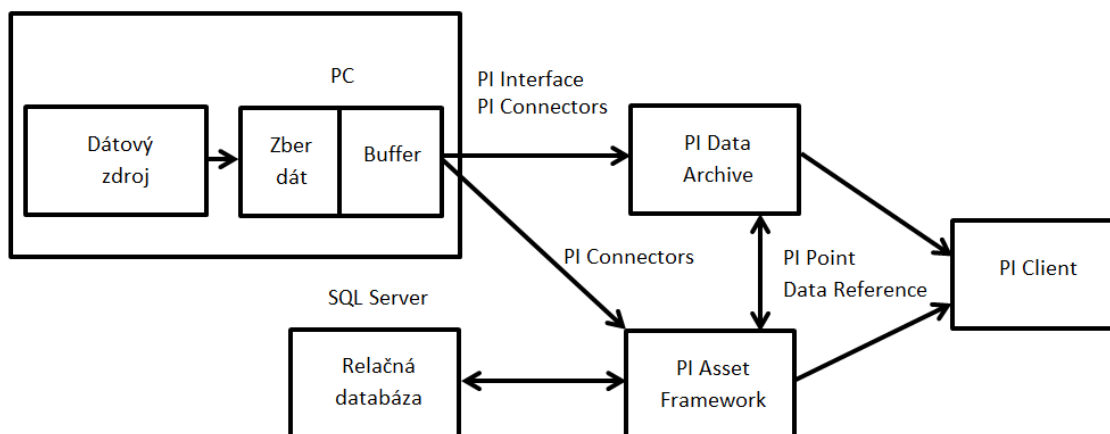 PC
Dátový
zdroj
Zber
dát
Buffer
PI Interface
PI Connectors
PI Data
Archive
PI Connectors
PI Point
Data Reference
PI Client
SQL Server
Relačná
databáza
PI Asset
Framework